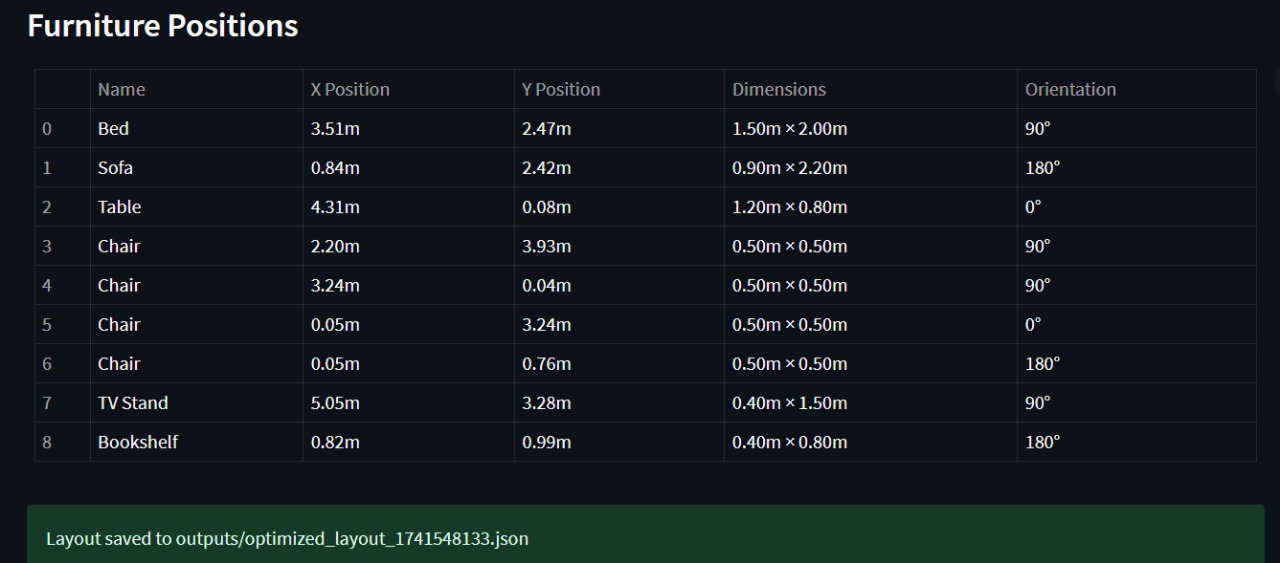 Furniture Positions
Name X Position Y Position Dimensions Orientation
0 Bed 3.51m 2.47m 1.50m × 2.00m 90°
1 Sofa 0.84m 2.42m 0.90m × 2.20m 180°
2 Table 4.31m 0.08m 1.20m × 0.80m 0°
3 Chair 2.20m 3.93m 0.50m × 0.50m 90°
4 Chair 3.24m 0.04m 0.50m × 0.50m 90°
5 Chair 0.05m 3.24m 0.50m × 0.50m 0°
6 Chair 0.05m 0.76m 0.50m × 0.50m 180°
7 TV Stand 5.05m 3.28m 0.40m × 1.50m 90°
8 Bookshelf 0.82m 0.99m 0.40m × 0.80m 180°
Layout saved to outputs/optimized_layout_1741548133.json